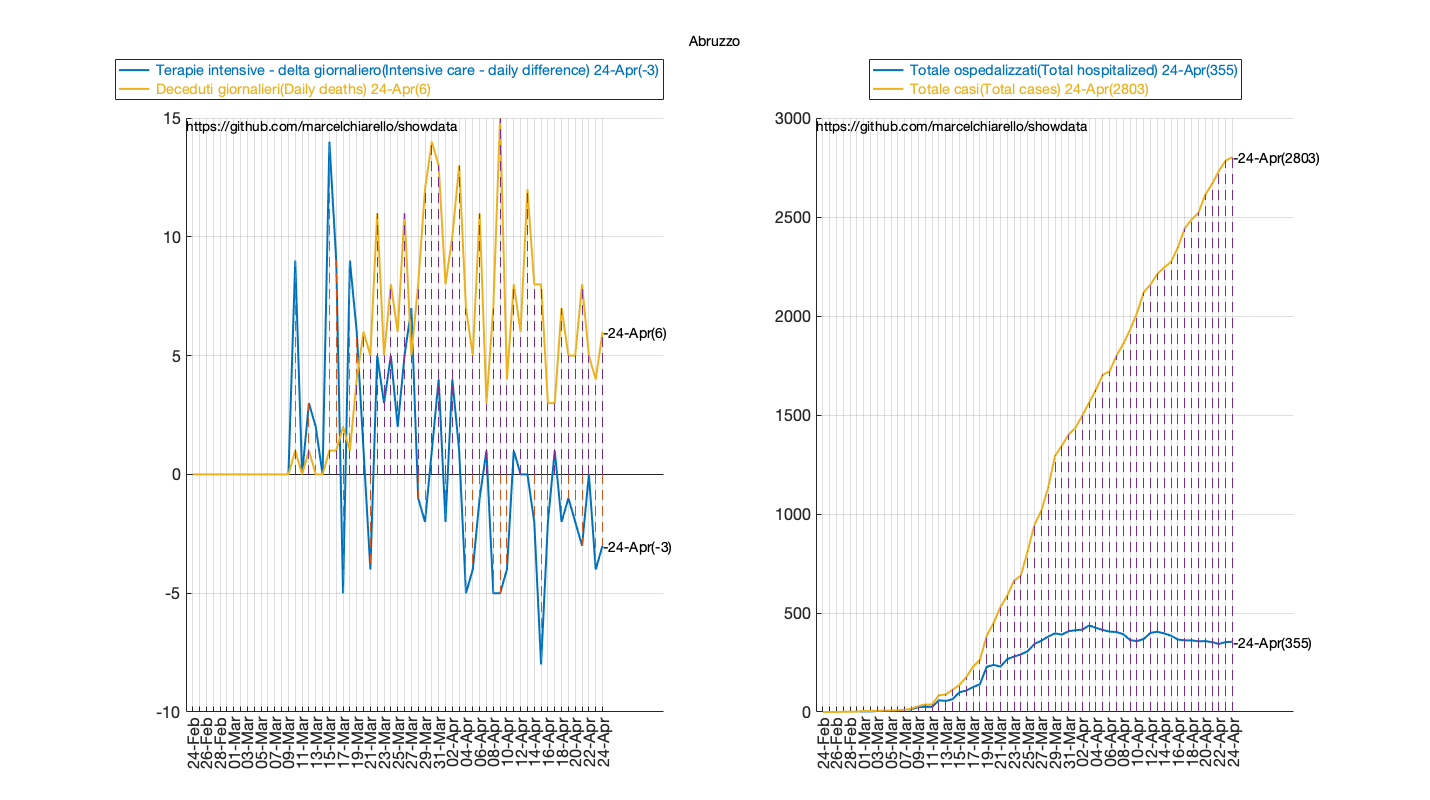 Abruzzo
Terapie intensive - delta giornaliero(Intensive care - daily difference) 24-Apr(-3)
Deceduti giornalieri(Daily deaths) 24-Apr(6)
15
https://github.com/marcelchiarello/showdata
10
5
0
-5
-10
-24-Apr(6)
-24-Apr(-3)
24-Feb
26-Feb
28-Feb
01-Mar
03-Mar
05-Mar
07-Mar
09-Mar
11-Mar
13-Mar
15-Mar
17-Mar
19-Mar
21-Mar
23-Mar
25-Mar
27-Mar
29-Mar
31-Mar
02-Apr
04-Apr
06-Apr
08-Apr
10-Apr
12-Apr
14-Apr
16-Apr
18-Apr
20-Apr
22-Apr
24-Apr
Totale ospedalizzati(Total hospitalized) 24-Apr(355)
Totale casi(Total cases) 24-Apr(2803)
3000
https://github.com/marcelchiarello/showdata
2500
2000
1500
1000
500
0
-24-Apr(2803)
-24-Apr(355)
24-Feb
26-Feb
28-Feb
01-Mar
03-Mar
05-Mar
07-Mar
09-Mar
11-Mar
13-Mar
15-Mar
17-Mar
19-Mar
21-Mar
23-Mar
25-Mar
27-Mar
29-Mar
31-Mar
02-Apr
04-Apr
06-Apr
08-Apr
10-Apr
12-Apr
14-Apr
16-Apr
18-Apr
20-Apr
22-Apr
24-Apr